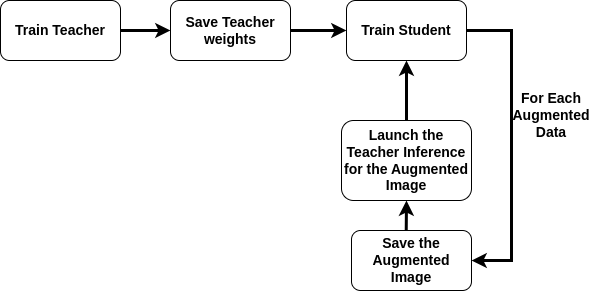 Train Teacher
Save Teacher
weights
Train Student
For Each
Augmented
Data
Launch the
Teacher Inference
for the Augmented
Image
Save the
Augmented
Image